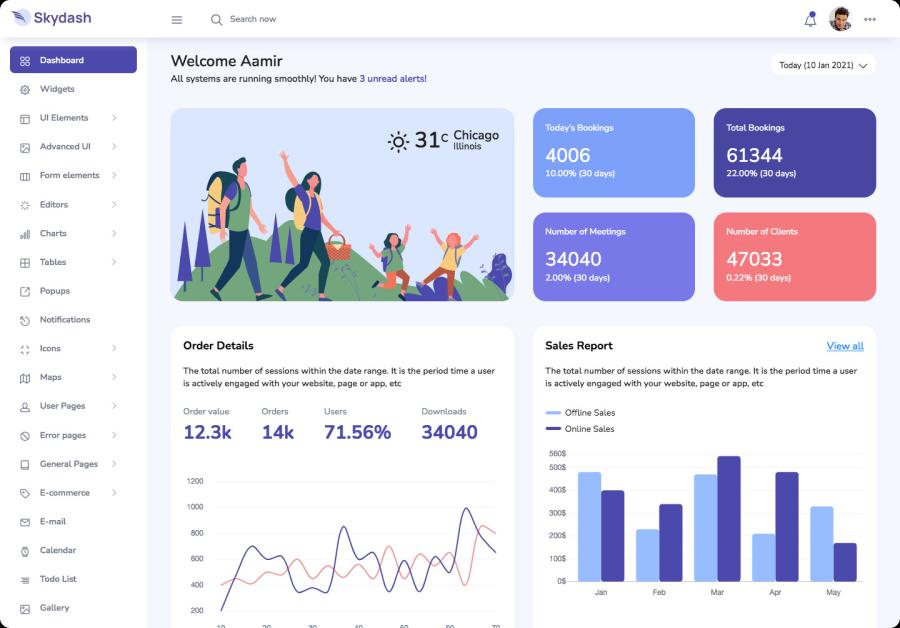 Skydash
Search now
Dashboard
Widgets
UI Elements
Advanced UI
Form elements
Editors
Charts
Tables
Popups
Notifications
Icons
Maps
User Pages
Error pages
General Pages
E-commerce
E-mail
Calendar
Todo List
Gallery
Welcome Aamir
All systems are running smoothly! You have 3 unread alerts!
Today (10 Jan 2021)
31C Chicago
Illinois
Today's Bookings
4006
10.00% (30 days)
Total Bookings
61344
22.00% (30 days)
Number of Meetings
34040
2.00% (30 days)
Number of Clients
47033
0.22% (30 days)
Order Details
The total number of sessions within the date range. It is the period time a user
is actively engaged with your website, page or app, etc
Order value Orders Users Downloads
12.3k 14k 71.56% 34040
1200
1000
800
600
400
200
10 20 30 40 50 60 70
Sales Report View all
The total number of sessions within the date range. It is the period time a user
is actively engaged with your website, page or app, etc
Offline Sales
Online Sales
560$
500$
400$
300$
200$
100$
0$
Jan Feb Mar Apr May